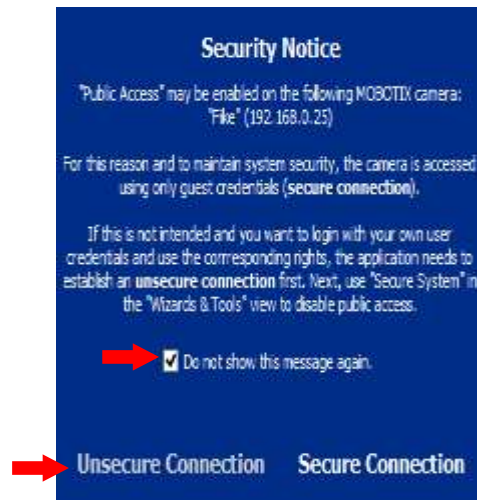 Security Notice
"Public Access" may be enabled on the following MOBOTIX camera:
"Fike" (192.168.0.25)
For this reason and to maintain system security, the camera is accessed
using only guest credentials (secure connection).
If this is not intended and you want to login with your own user
credentials and use the corresponding rights, the application needs to
establish an unsecure connection first. Next, use "Secure System" in
the "Wizards & Tools" view to disable public access.
Do not show this message again.
Unsecure Connection Secure Connection